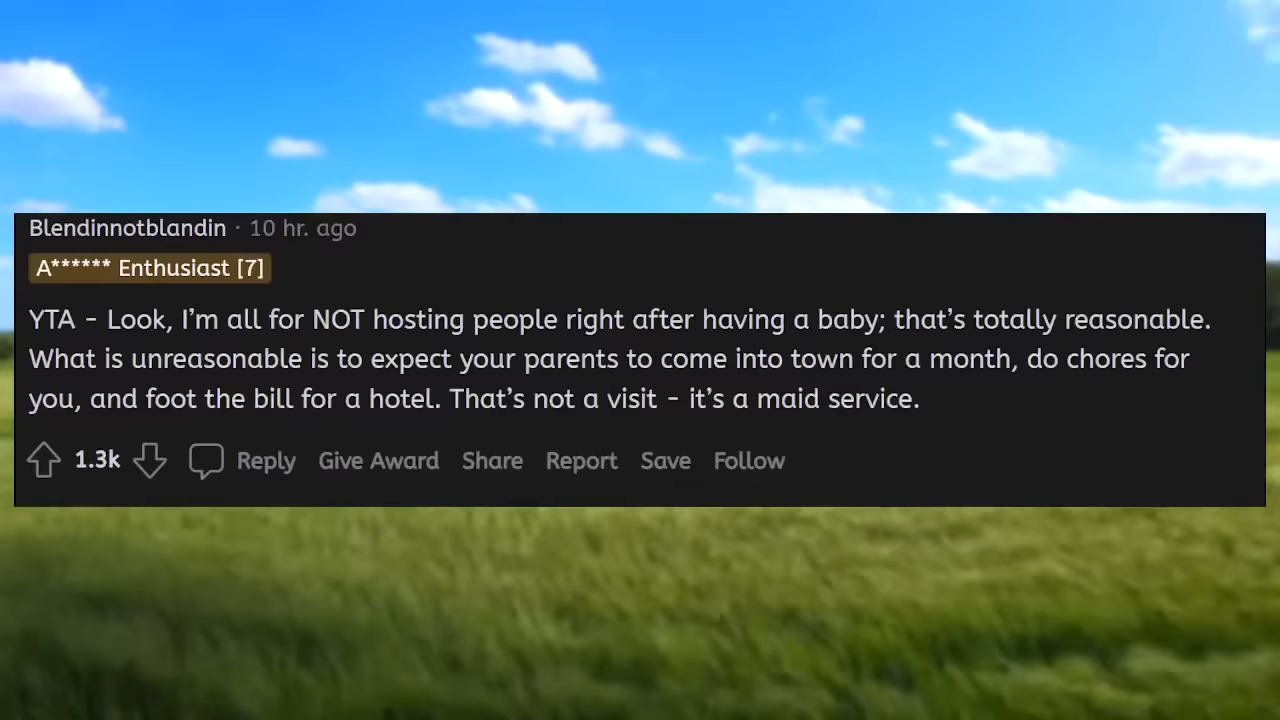 Blendinnotblandin · 10 hr. ago
A****** Enthusiast [7]
YTA - Look, I’m all for NOT hosting people right after having a baby; that’s totally reasonable.
What is unreasonable is to expect your parents to come into town for a month, do chores for
you, and foot the bill for a hotel. That’s not a visit - it’s a maid service.
1.3k Reply Give Award Share Report Save Follow